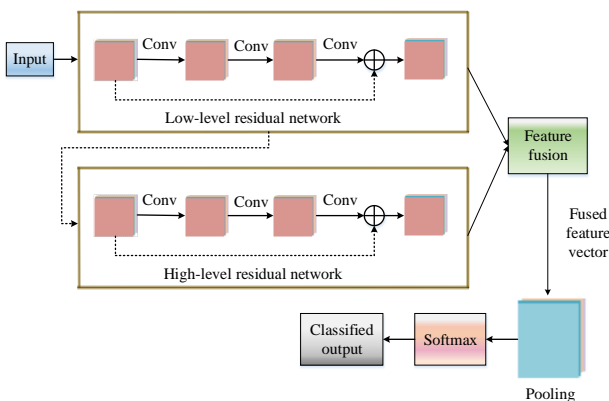 Input
Conv
Conv
Conv
Low-level residual network
Conv
Conv
Conv
High-level residual network
Feature
fusion
Fused
feature
vector
Pooling
Softmax
Classified
output